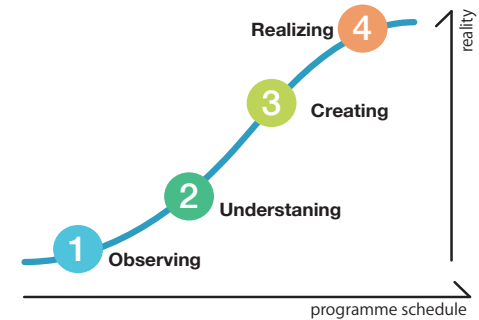 Realizing 4
reality
3 Creating
2 Understaning
1 Observing
programme schedule